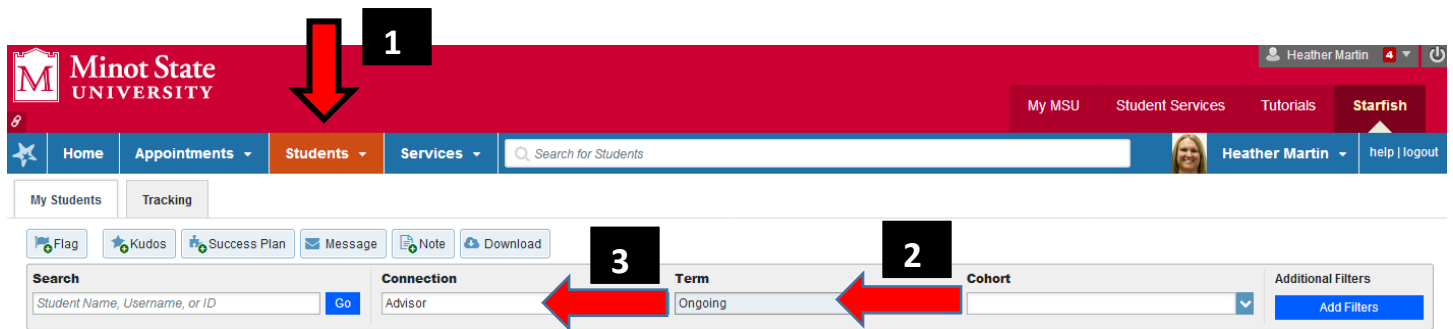 1
Minot State
UNIVERSITY
Heather Martin 4
My MSU Student Services Tutorials Starfish
Home Appointments Students Services Search for Students Heather Martin help | logout
My Students Tracking
Flag Kudos Success Plan Message Note Download
3 2
Search Connection Term Cohort Additional Filters
Student Name, Username, or ID Go Advisor Ongoing Add Filters